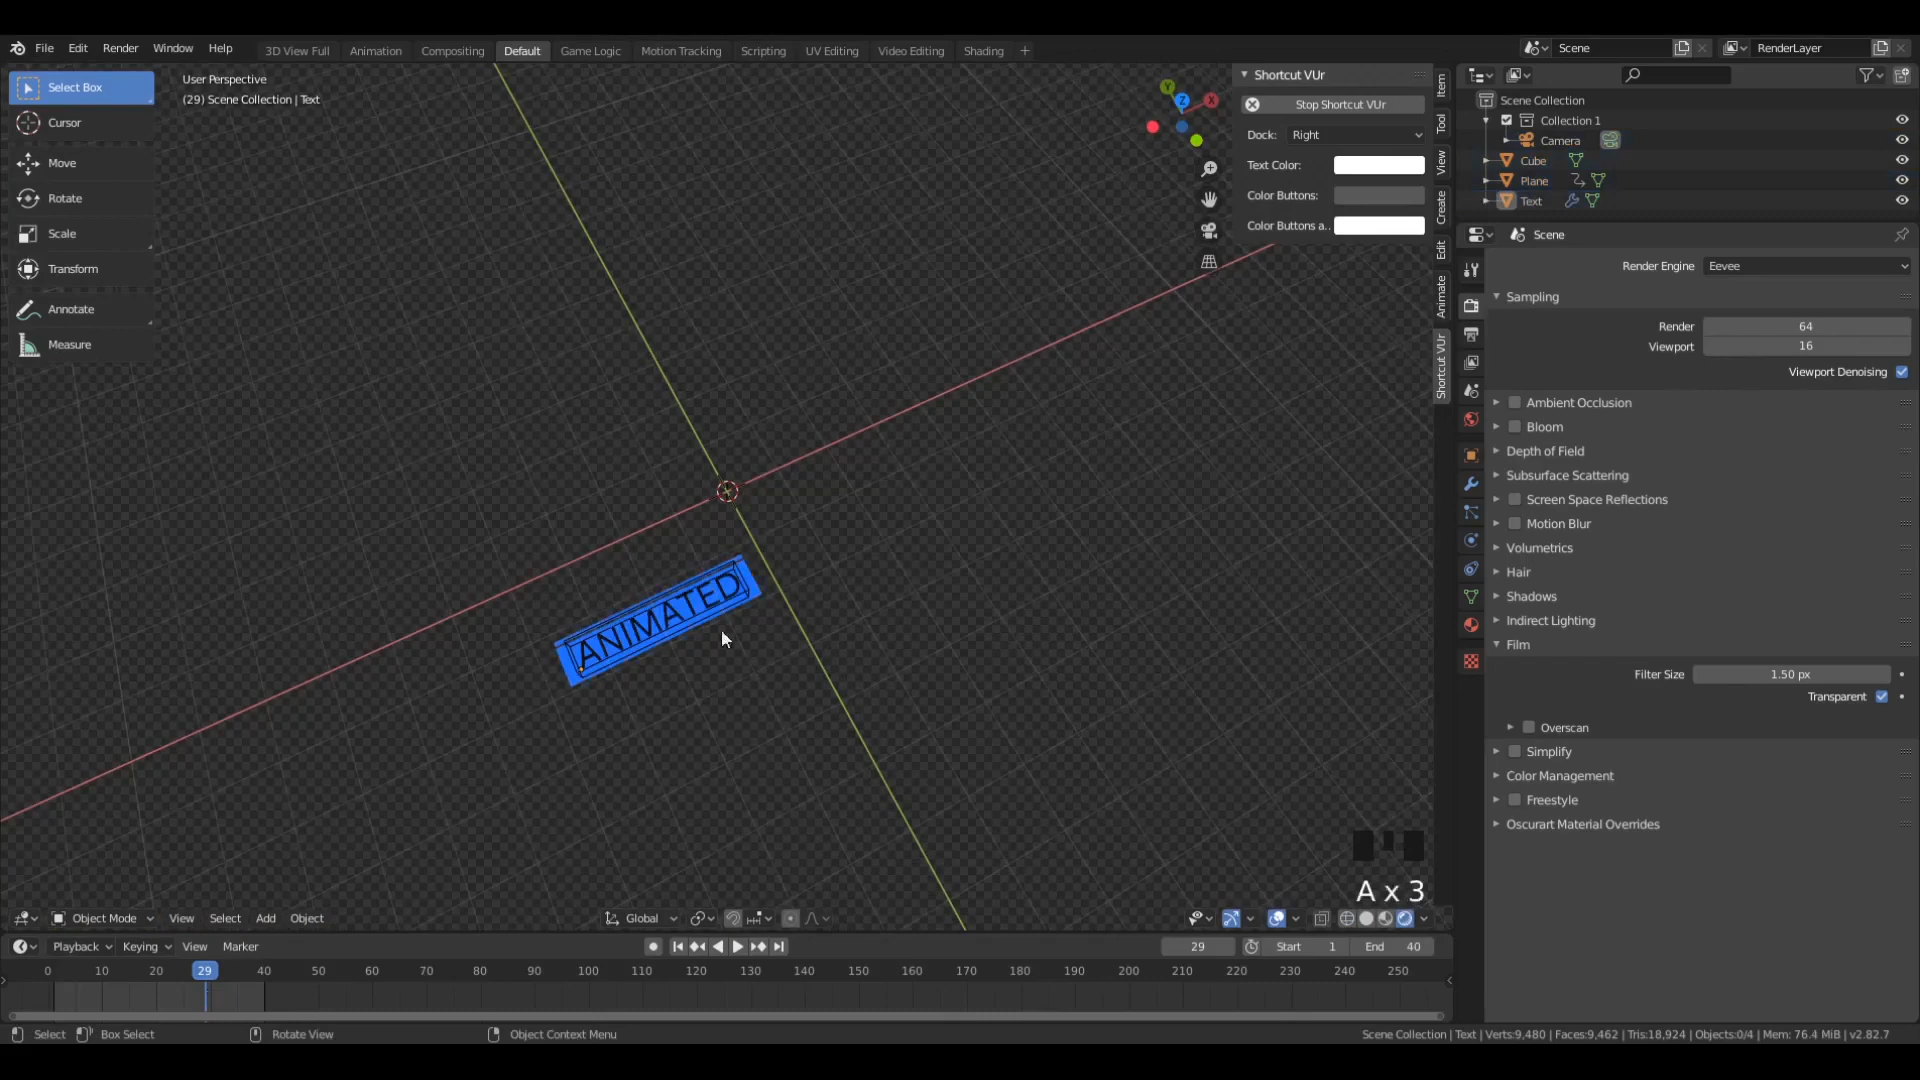 File Edit Render Window Help 3D View Full Animation Compositing Default Game Logic Motion Tracking Scripting UV Editing Video Editing Shading + Scene RenderLayer
Select Box
Cursor
Move
Rotate
Scale
Transform
Annotate
Measure
User Perspective
(29) Scene Collection | Text
Y
Z
X
Shortcut VUr
Stop Shortcut VUr
Dock: Right
Text Color:
Color Buttons:
Color Buttons a..
Item
Tool
View
Create
Edit
Animate
Shortcut VUr
ANIMATED
A x 3
Scene Collection
Collection 1
Camera
Cube
Plane
Text
Scene
Render Engine Eevee
Sampling
Render 64
Viewport 16
Viewport Denoising
Ambient Occlusion
Bloom
Depth of Field
Subsurface Scattering
Screen Space Reflections
Motion Blur
Volumetrics
Hair
Shadows
Indirect Lighting
Film
Filter Size 1.50 px
Transparent
Overscan
Simplify
Color Management
Freestyle
Oscurart Material Overrides
Object Mode View Select Add Object Global
Playback Keying View Marker 29 Start 1 End 40
0 10 20 29 40 50 60 70 80 90 100 110 120 130 140 150 160 170 180 190 200 210 220 230 240 250
Select Box Select Rotate View Object Context Menu Scene Collection | Text | Verts:9,480 | Faces:9,462 | Tris:18,924 | Objects:0/4 | Mem: 76.4 MiB | v2.82.7